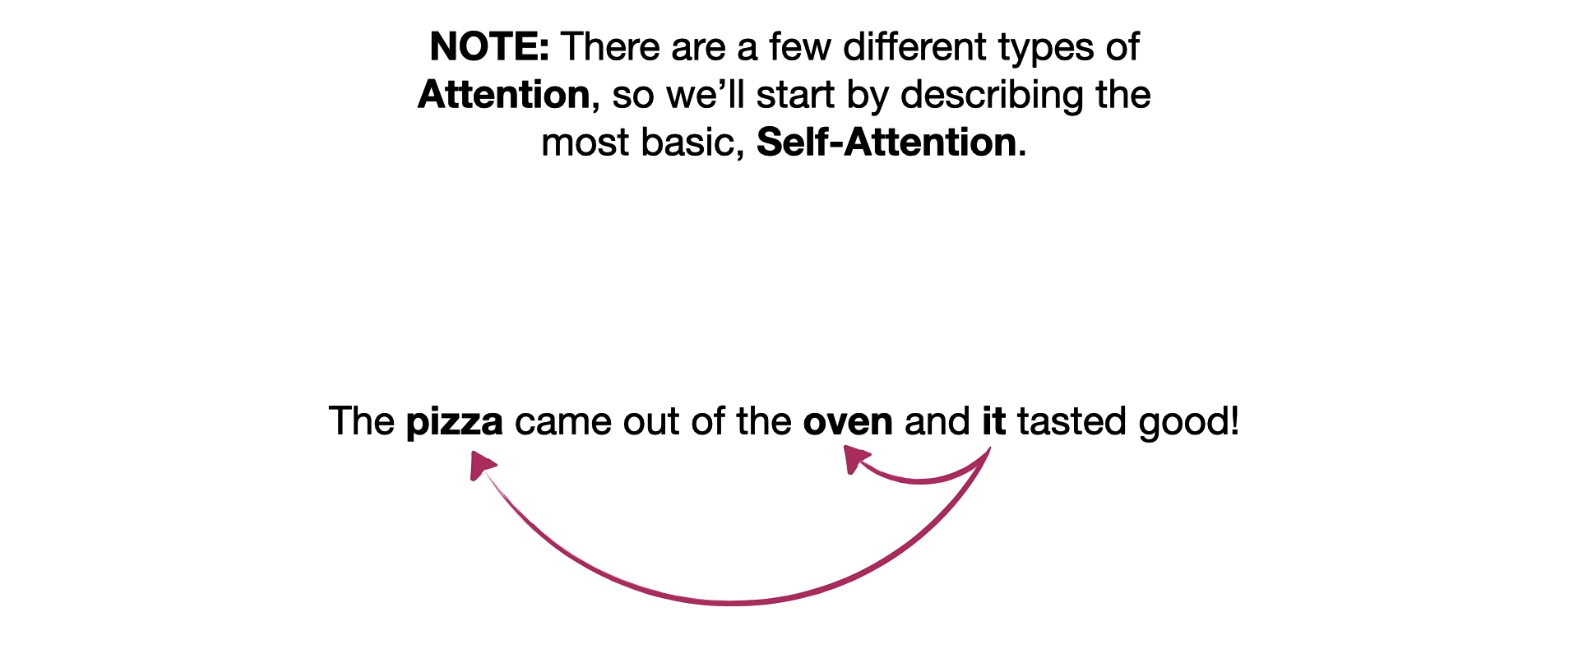 NOTE: There are a few different types of
Attention, so we’ll start by describing the
most basic, Self-Attention.
The pizza came out of the oven and it tasted good!